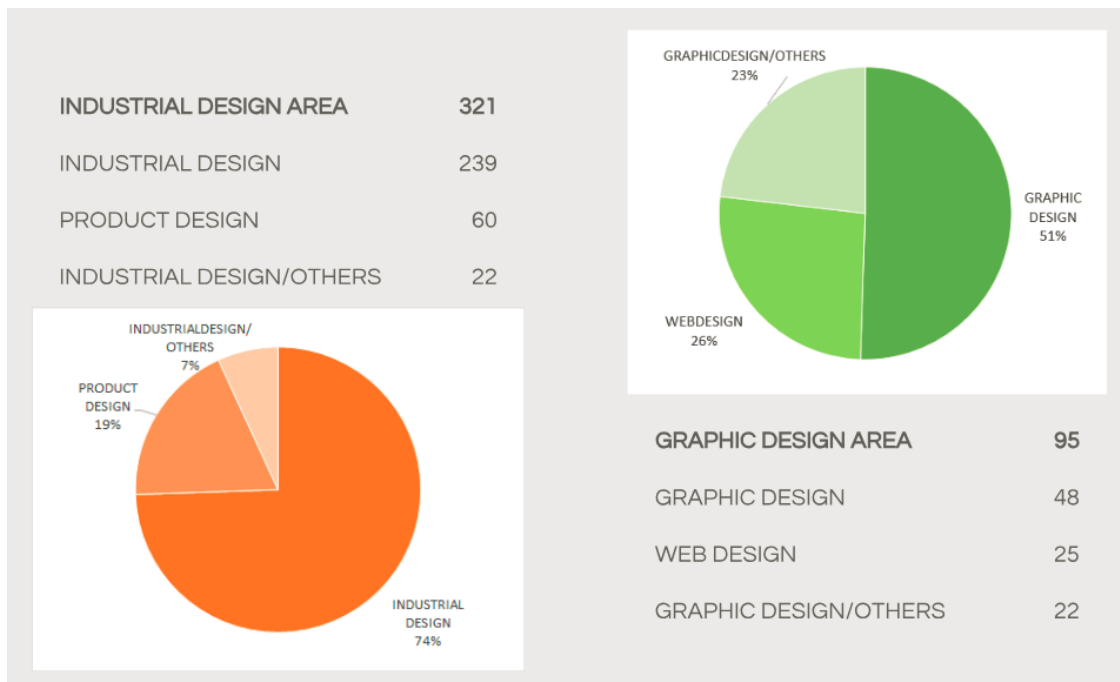 INDUSTRIAL DESIGN AREA 321
INDUSTRIAL DESIGN 239
PRODUCT DESIGN 60
INDUSTRIAL DESIGN/OTHERS 22
INDUSTRIALDESIGN/
OTHERS
7%
PRODUCT
DESIGN
19%
INDUSTRIAL
DESIGN
74%
GRAPHICDESIGN/OTHERS
23%
GRAPHIC
DESIGN
51%
WEBDESIGN
26%
GRAPHIC DESIGN AREA 95
GRAPHIC DESIGN 48
WEB DESIGN 25
GRAPHIC DESIGN/OTHERS 22